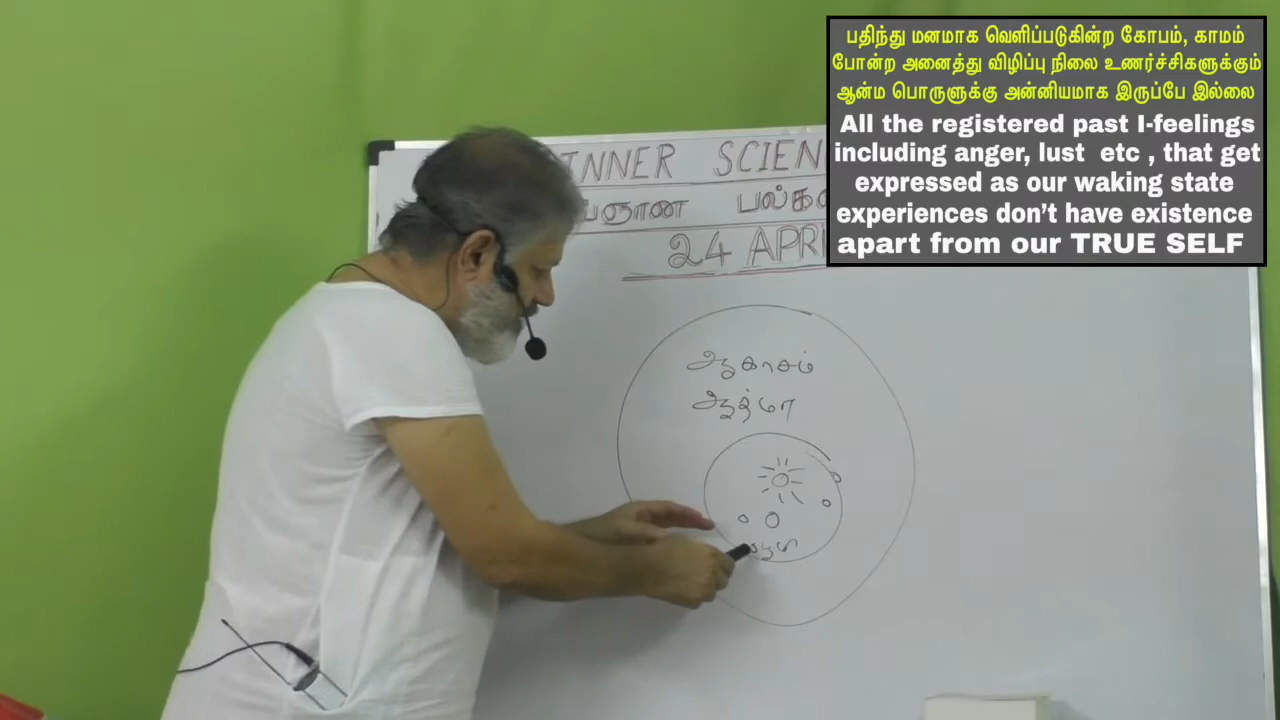 பதிந்து மனமாக வெளிப்படுகின்ற கோபம், காமம்
போன்ற அனைத்து விழிப்பு நிலை உணர்ச்சிகளுக்கும்
ஆன்ம பொருளுக்கு அன்னியமாக இருப்பே இல்லை
All the registered past I-feelings
including anger, lust etc , that get
expressed as our waking state
experiences don't have existence
apart from our TRUE SELF
INNER SCIEN
24 APRI
ஆகாசம்
ஆத்மா